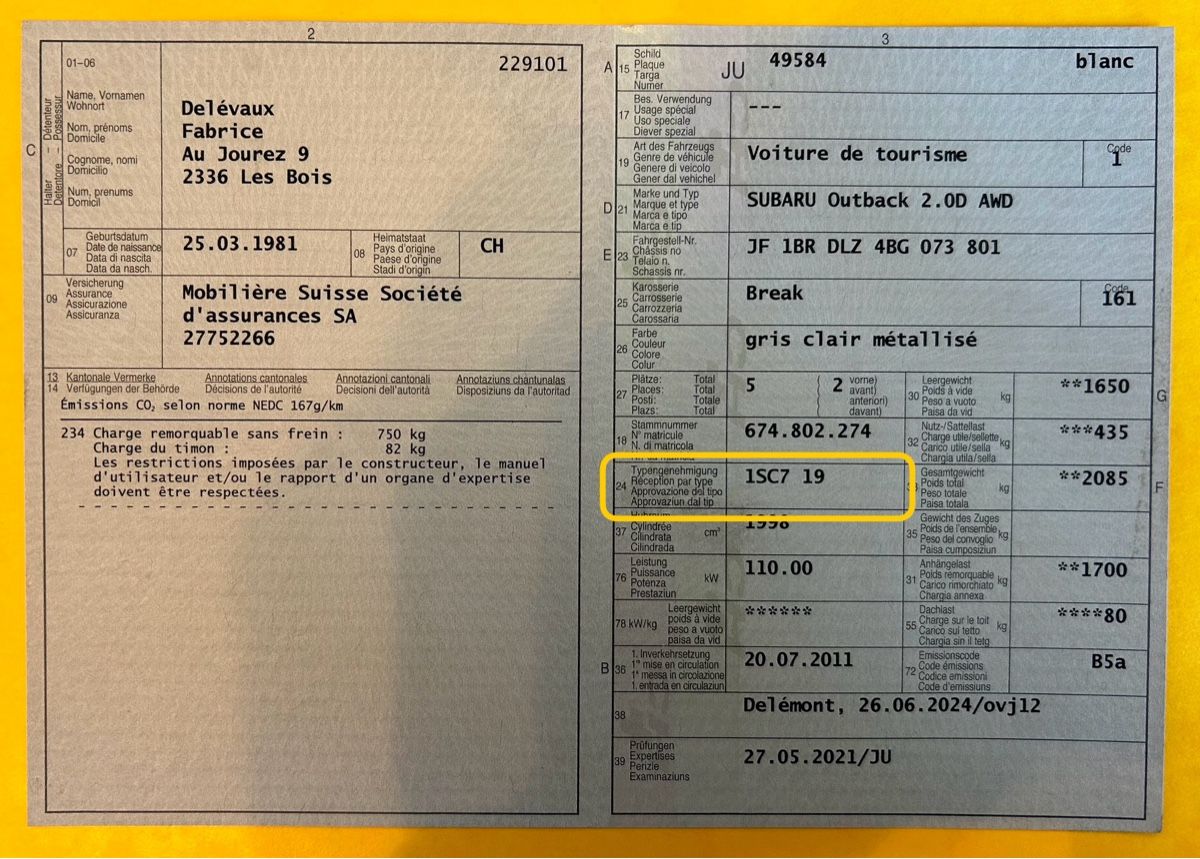 2
01-06
229101
Halter – Détenteur
Detentore – Possessur
C
Name, Vornamen
Wohnort
Nom, prénoms
Domicile
Cognome, nomi
Domicilio
Num, prenums
Domicil
Delévaux
Fabrice
Au Jourez 9
2336 Les Bois
07
Geburtsdatum
Date de naissance
Data di nascita
Data da nasch.
25.03.1981
08
Heimatstaat
Pays d'origine
Paese d'origine
Stadi d'origin
CH
09
Versicherung
Assurance
Assicurazione
Assicuranza
Mobilière Suisse Société
d'assurances SA
27752266
13 Kantonale Vermerke Annotations cantonales Annotazioni cantonali Annotaziuns chantunalas
14 Verfügungen der Behörde Décisions de l'autorité Decisioni dell'autorità Disposiziuns da l'autoritad
Émissions CO₂ selon norme NEDC 167g/km
234 Charge remorquable sans frein : 750 kg
Charge du timon : 82 kg
Les restrictions imposées par le constructeur, le manuel
d'utilisateur et/ou le rapport d'un organe d'expertise
doivent être respectées.
3
A 15
Schild
Plaque
Targa
Numer
JU 49584 blanc
17
Bes. Verwendung
Usage spécial
Uso speciale
Diever spezial
---
19
Art des Fahrzeugs
Genre de véhicule
Genere di veicolo
Gener dal vehichel
Voiture de tourisme
Code
1
D 21
Marke und Typ
Marque et type
Marca e tipo
Marca e tip
SUBARU Outback 2.0D AWD
E 23
Fahrgestell-Nr.
Châssis no
Telaio n.
Schassis nr.
JF 1BR DLZ 4BG 073 801
25
Karosserie
Carrosserie
Carrozzeria
Carossaria
Break
Code
161
26
Farbe
Couleur
Colore
Colur
gris clair métallisé
27
Plätze: Total
Places: Total
Posti: Totale
Plazs: Total
5
( 2 vorne)
avant)
anteriori)
davant)
30
Leergewicht
Poids à vide
Peso a vuoto
Paisa da vid
kg
**1650
G
18
Stammnummer
N° matricule
N. di matricola
674.802.274
32
Nutz-/Sattellast
Charge utile/sellette
Carico utile/sella
Chargia utila/sella
kg
***435
24
Typengenehmigung
Réception par type
Approvazione del tipo
Approvaziun dal tip
1SC7 19
Gesamtgewicht
Poids total
Peso totale
Paisa totala
kg
**2085
F
37
Hubraum
Cylindrée
Cilindrata
Cilindrada
cm³
1998
35
Gewicht des Zuges
Poids de l'ensemble
Peso del convoglio
Paisa cumposiziun
kg
76
Leistung
Puissance
Potenza
Prestaziun
kW
110.00
31
Anhängelast
Poids remorquable
Carico rimorchiato
Chargia annexa
kg
**1700
78 kW/kg
Leergewicht
poids à vide
peso a vuoto
paisa da vid
******
55
Dachlast
Charge sur le toit
Carico sul tetto
Chargia sin il tetg
kg
****80
B 36
1. Inverkehrsetzung
1re mise en circulation
1a messa in circolazione
1. entrada en circulaziun
20.07.2011
72
Emissionscode
Code émissions
Codice emissioni
Code d'emissiuns
B5a
38
Delémont, 26.06.2024/ovj12
39
Prüfungen
Expertises
Perizie
Examinaziuns
27.05.2021/JU